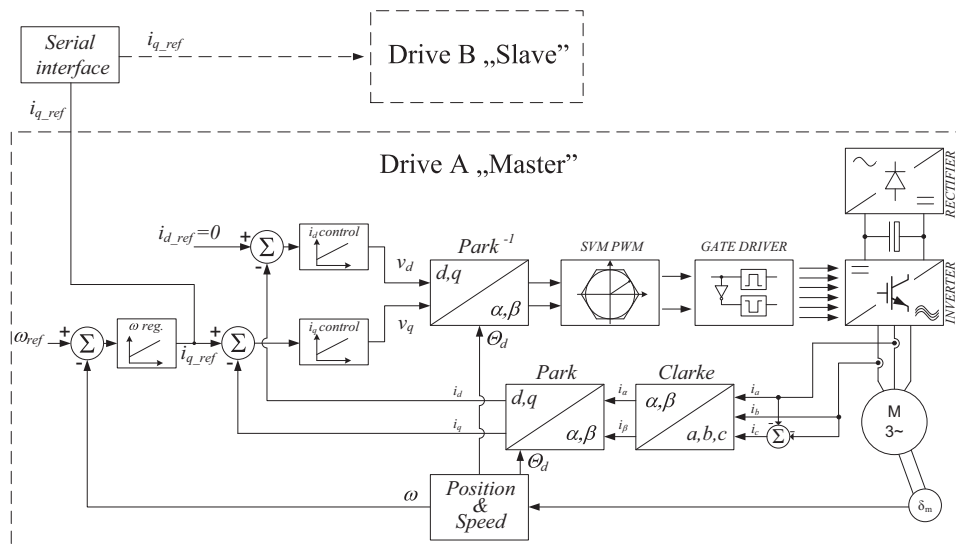 Serial
interface
i_q_ref
Drive B „Slave”
i_q_ref
Drive A „Master”
RECTIFIER
i_d_ref=0
+
Σ
-
i_d control
v_d
Park⁻¹
d,q
α,β
SVM PWM
GATE DRIVER
INVERTER
ω_ref
+
Σ
-
ω reg.
i_q_ref
+
Σ
-
i_q control
v_q
Θ_d
Park
d,q
α,β
Clarke
α,β
a,b,c
i_d
i_q
i_α
i_β
i_a
i_b
i_c
-
Σ
-
M
3~
Θ_d
ω
Position
&
Speed
δ_m